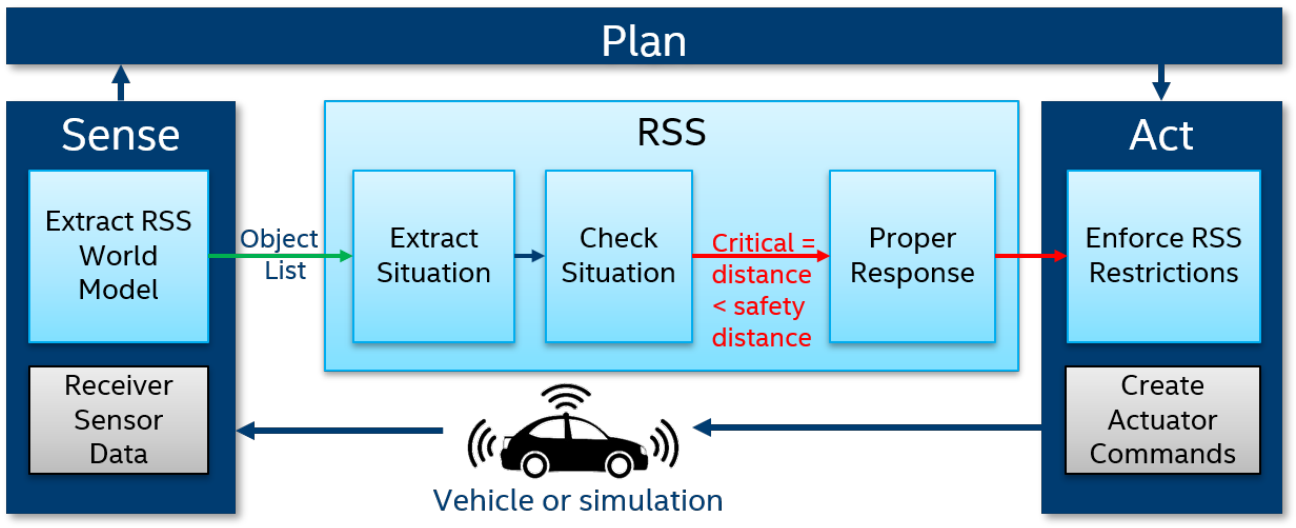 Plan
Sense
Extract RSS
World
Model
Receiver
Sensor
Data
Object
List
RSS
Extract
Situation
Check
Situation
Critical =
distance
< safety
distance
Proper
Response
Act
Enforce RSS
Restrictions
Create
Actuator
Commands
Vehicle or simulation